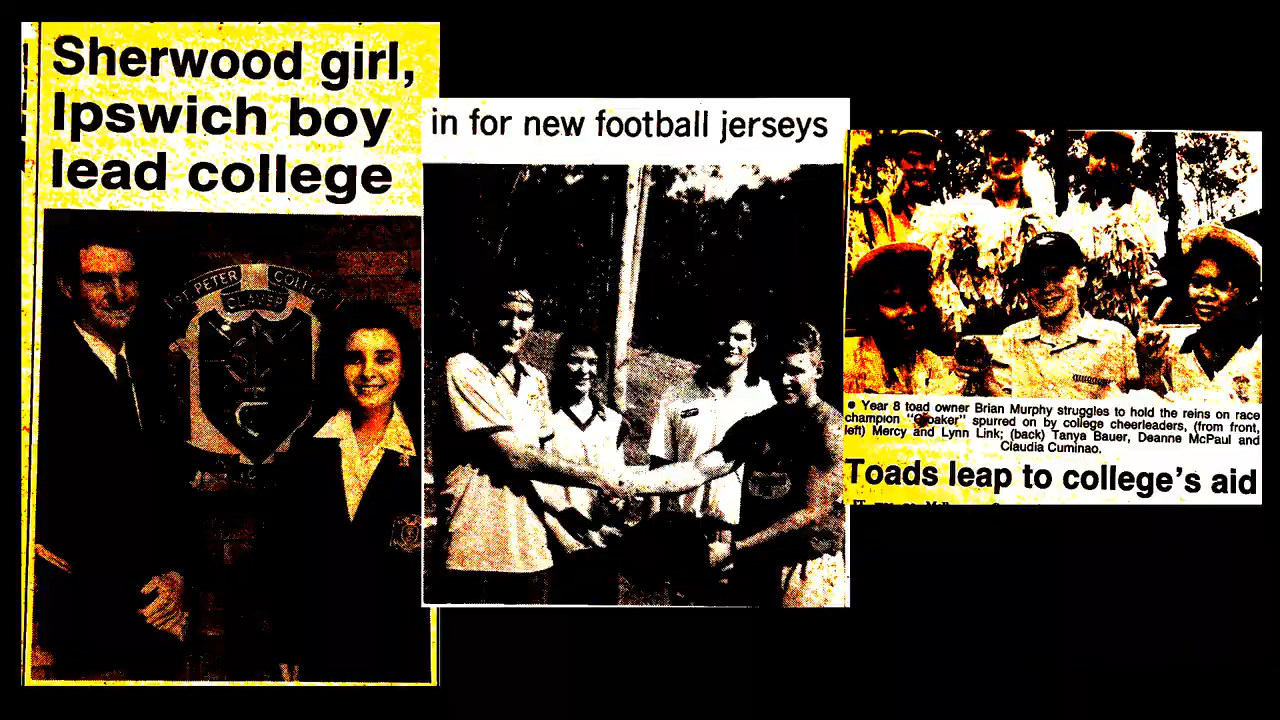 Sherwood girl,
Ipswich boy
lead college
ST PETER COLLEGE
CLAVER
in for new football jerseys
● Year 8 toad owner Brian Murphy struggles to hold the reins on race
champion "Croaker" spurred on by college cheerleaders, (from front,
left) Mercy and Lynn Link; (back) Tanya Bauer, Deanne McPaul and
Claudia Cuminao.
Toads leap to college's aid